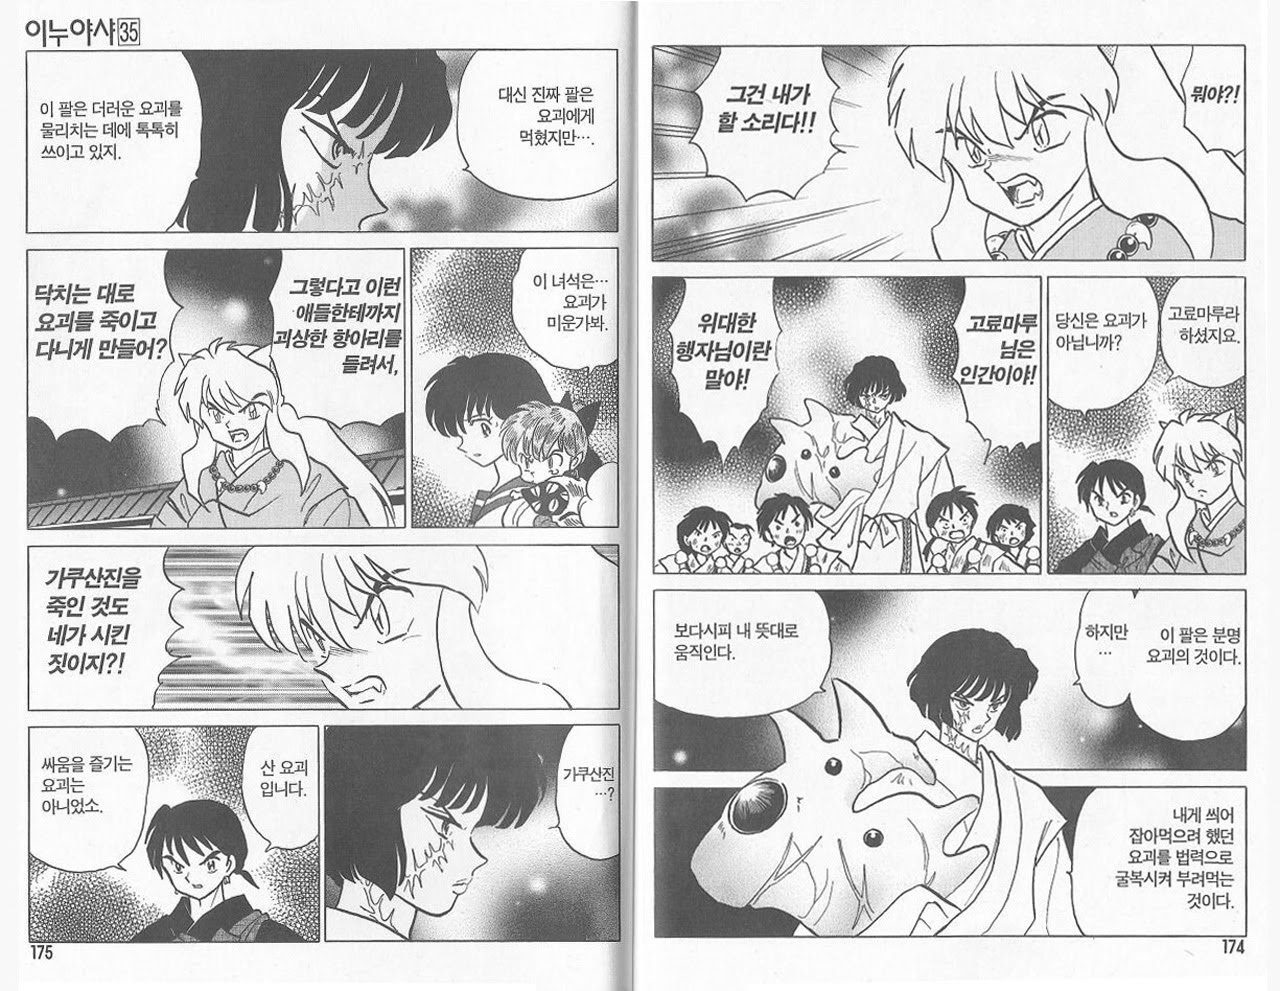 뭐야?!
그건 내가
할 소리다!!
고료마루라
하셨지요.
당신은 요괴가
아닙니까?
고료마루
님은
인간이야!
위대한
행자님이란
말야!
이 팔은 분명
요괴의 것이다.
하지만
…
보다시피 내 뜻대로
움직인다.
내게 씌어
잡아먹으려 했던
요괴를 법력으로
굴복시켜 부려먹는
것이다.
174
이누야샤 35
대신 진짜 팔은
요괴에게
먹혔지만….
이 팔은 더러운 요괴를
물리치는 데에 톡톡히
쓰이고 있지.
이 녀석은…
요괴가
미운가봐.
그렇다고 이런
애들한테까지
괴상한 항아리를
들려서,
닥치는 대로
요괴를 죽이고
다니게 만들어?
가쿠산진을
죽인 것도
네가 시킨
짓이지?!
가쿠산진
…?
산 요괴
입니다.
싸움을 즐기는
요괴는
아니었소.
175